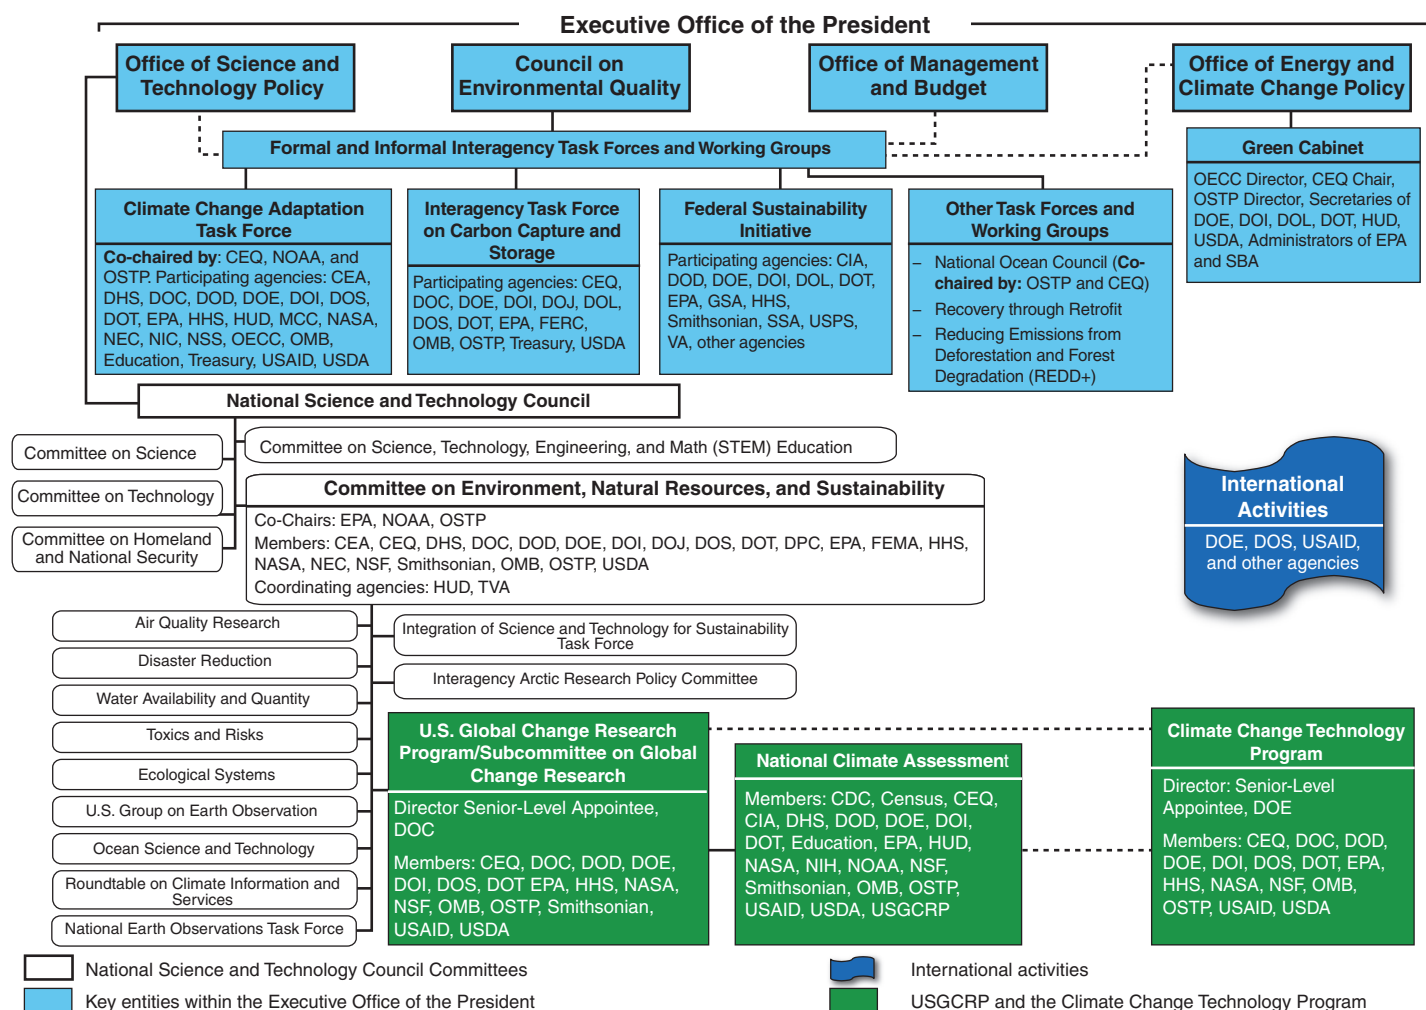 Executive Office of the President
Office of Science and
Technology Policy
Council on
Environmental Quality
Office of Management
and Budget
Office of Energy and
Climate Change Policy
Formal and Informal Interagency Task Forces and Working Groups
Green Cabinet
OECC Director, CEQ Chair,
OSTP Director, Secretaries of
DOE, DOI, DOL, DOT, HUD,
USDA, Administrators of EPA
and SBA
Climate Change Adaptation
Task Force
Co-chaired by: CEQ, NOAA, and
OSTP. Participating agencies: CEA,
DHS, DOC, DOD, DOE, DOI, DOS,
DOT, EPA, HHS, HUD, MCC, NASA,
NEC, NIC, NSS, OECC, OMB,
Education, Treasury, USAID, USDA
Interagency Task Force
on Carbon Capture and
Storage
Participating agencies: CEQ,
DOC, DOE, DOI, DOJ, DOL,
DOS, DOT, EPA, FERC,
OMB, OSTP, Treasury, USDA
Federal Sustainability
Initiative
Participating agencies: CIA,
DOD, DOE, DOI, DOL, DOT,
EPA, GSA, HHS,
Smithsonian, SSA, USPS,
VA, other agencies
Other Task Forces and
Working Groups
– National Ocean Council (Co-
chaired by: OSTP and CEQ)
– Recovery through Retrofit
– Reducing Emissions from
Deforestation and Forest
Degradation (REDD+)
National Science and Technology Council
Committee on Science
Committee on Science, Technology, Engineering, and Math (STEM) Education
Committee on Technology
Committee on Homeland
and National Security
Committee on Environment, Natural Resources, and Sustainability
Co-Chairs: EPA, NOAA, OSTP
Members: CEA, CEQ, DHS, DOC, DOD, DOE, DOI, DOJ, DOS, DOT, DPC, EPA, FEMA, HHS,
NASA, NEC, NSF, Smithsonian, OMB, OSTP, USDA
Coordinating agencies: HUD, TVA
International
Activities
DOE, DOS, USAID,
and other agencies
Air Quality Research
Disaster Reduction
Water Availability and Quantity
Toxics and Risks
Ecological Systems
U.S. Group on Earth Observation
Ocean Science and Technology
Roundtable on Climate Information and
Services
National Earth Observations Task Force
Integration of Science and Technology for Sustainability
Task Force
Interagency Arctic Research Policy Committee
U.S. Global Change Research
Program/Subcommittee on Global
Change Research
Director Senior-Level Appointee,
DOC
Members: CEQ, DOC, DOD, DOE,
DOI, DOS, DOT EPA, HHS, NASA,
NSF, OMB, OSTP, Smithsonian,
USAID, USDA
National Climate Assessment
Members: CDC, Census, CEQ,
CIA, DHS, DOD, DOE, DOI,
DOT, Education, EPA, HUD,
NASA, NIH, NOAA, NSF,
Smithsonian, OMB, OSTP,
USAID, USDA, USGCRP
Climate Change Technology
Program
Director: Senior-Level
Appointee, DOE
Members: CEQ, DOC, DOD,
DOE, DOI, DOS, DOT, EPA,
HHS, NASA, NSF, OMB,
OSTP, USAID, USDA
National Science and Technology Council Committees
Key entities within the Executive Office of the President
International activities
USGCRP and the Climate Change Technology Program